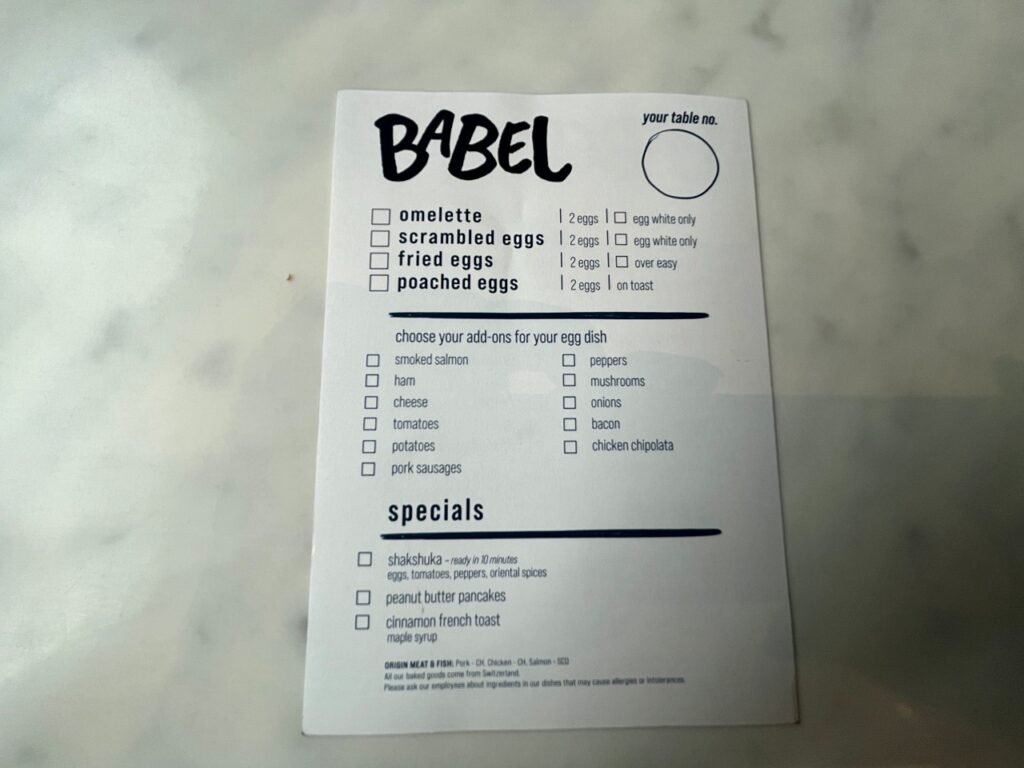 BABEL
your table no.
omelette | 2 eggs | egg white only
scrambled eggs | 2 eggs | egg white only
fried eggs | 2 eggs | over easy
poached eggs | 2 eggs | on toast
choose your add-ons for your egg dish
smoked salmon
ham
cheese
tomatoes
potatoes
pork sausages
peppers
mushrooms
onions
bacon
chicken chipolata
specials
shakshuka - ready in 10 minutes
eggs, tomatoes, peppers, oriental spices
peanut butter pancakes
cinnamon french toast
maple syrup
ORIGIN MEAT & FISH: Pork - CH, Chicken - CH, Salmon - SCO
All our baked goods come from Switzerland.
Please ask our employees about ingredients in our dishes that may cause allergies or intolerances.